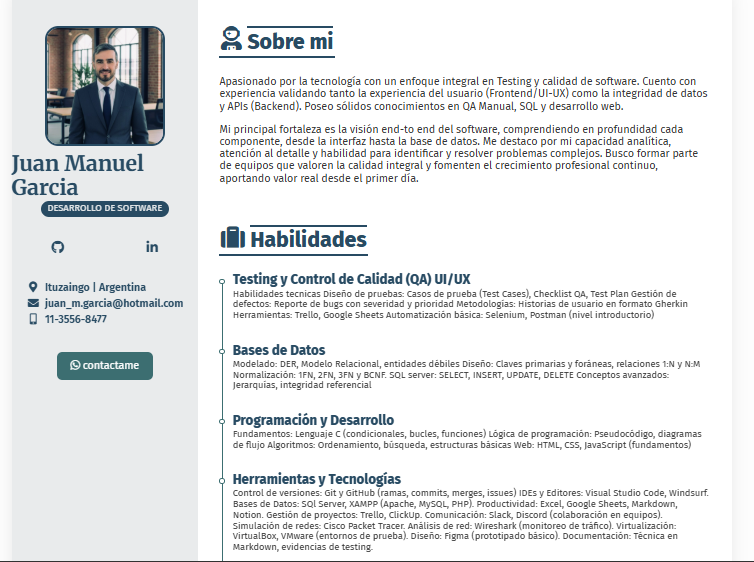 Juan Manuel
Garcia
DESARROLLO DE SOFTWARE
Ituzaingo | Argentina
juan_m.garcia@hotmail.com
11-3556-8477
contactame
Sobre mi
Apasionado por la tecnología con un enfoque integral en Testing y calidad de software. Cuento con
experiencia validando tanto la experiencia del usuario (Frontend/UI-UX) como la integridad de datos
y APIs (Backend). Poseo sólidos conocimientos en QA Manual, SQL y desarrollo web.
Mi principal fortaleza es la visión end-to end del software, comprendiendo en profundidad cada
componente, desde la interfaz hasta la base de datos. Me destaco por mi capacidad analítica,
atención al detalle y habilidad para identificar y resolver problemas complejos. Busco formar parte
de equipos que valoren la calidad integral y fomenten el crecimiento profesional continuo,
aportando valor real desde el primer día.
Habilidades
Testing y Control de Calidad (QA) UI/UX
Habilidades tecnicas Diseño de pruebas: Casos de prueba (Test Cases), Checklist QA, Test Plan Gestión de
defectos: Reporte de bugs con severidad y prioridad Metodologías: Historias de usuario en formato Gherkin
Herramientas: Trello, Google Sheets Automatización básica: Selenium, Postman (nivel introductorio)
Bases de Datos
Modelado: DER, Modelo Relacional, entidades débiles Diseño: Claves primarias y foráneas, relaciones 1:N y N:M
Normalización: 1FN, 2FN, 3FN y BCNF. SQL server: SELECT, INSERT, UPDATE, DELETE Conceptos avanzados:
Jerarquías, integridad referencial
Programación y Desarrollo
Fundamentos: Lenguaje C (condicionales, bucles, funciones) Lógica de programación: Pseudocódigo, diagramas
de flujo Algoritmos: Ordenamiento, búsqueda, estructuras básicas Web: HTML, CSS, JavaScript (fundamentos)
Herramientas y Tecnologías
Control de versiones: Git y GitHub (ramas, commits, merges, issues) IDEs y Editores: Visual Studio Code, Windsurf.
Bases de Datos: SQl Server, XAMPP (Apache, MySQL, PHP). Productividad: Excel, Google Sheets, Markdown,
Notion. Gestión de proyectos: Trello, ClickUp. Comunicación: Slack, Discord (colaboración en equipos).
Simulación de redes: Cisco Packet Tracer. Análisis de red: Wireshark (monitoreo de tráfico). Virtualización:
VirtualBox, VMware (entornos de prueba). Diseño: Figma (prototipado básico). Documentación: Técnica en
Markdown, evidencias de testing.